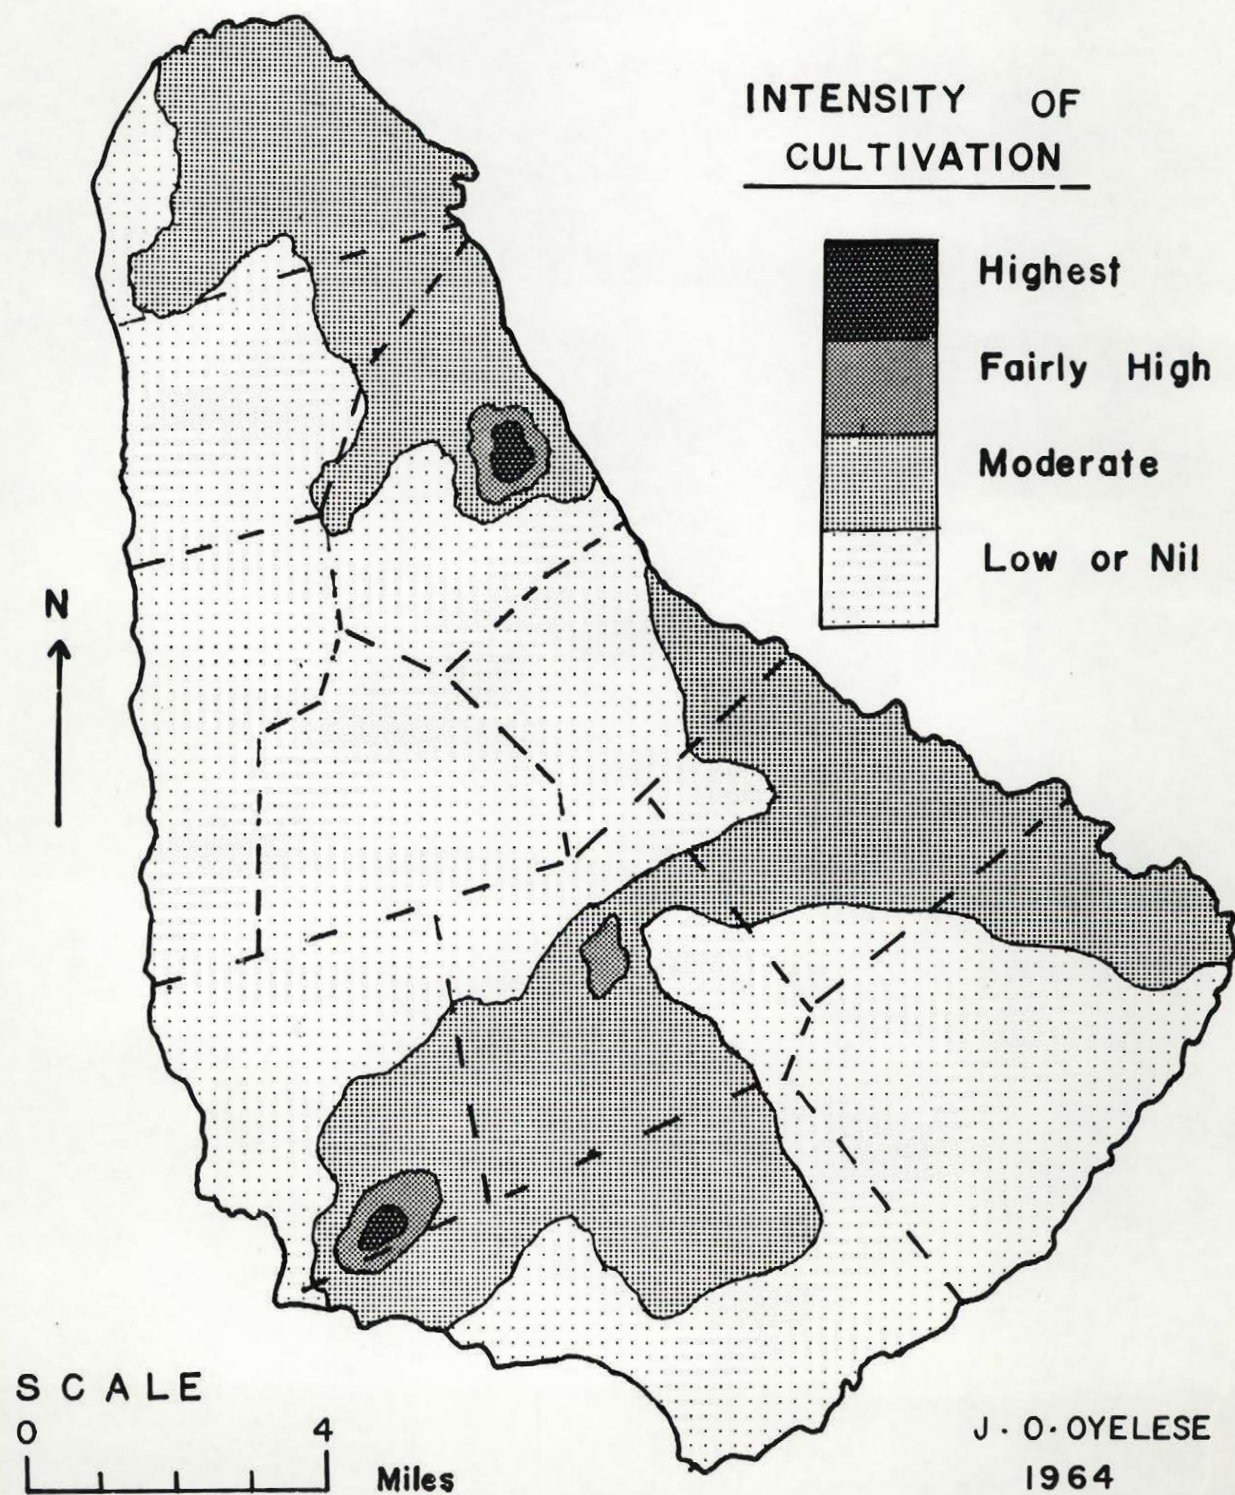 INTENSITY OF
CULTIVATION
Highest
Fairly High
Moderate
Low or Nil
N
SCALE
0 4
Miles
J. O. OYELESE
1964